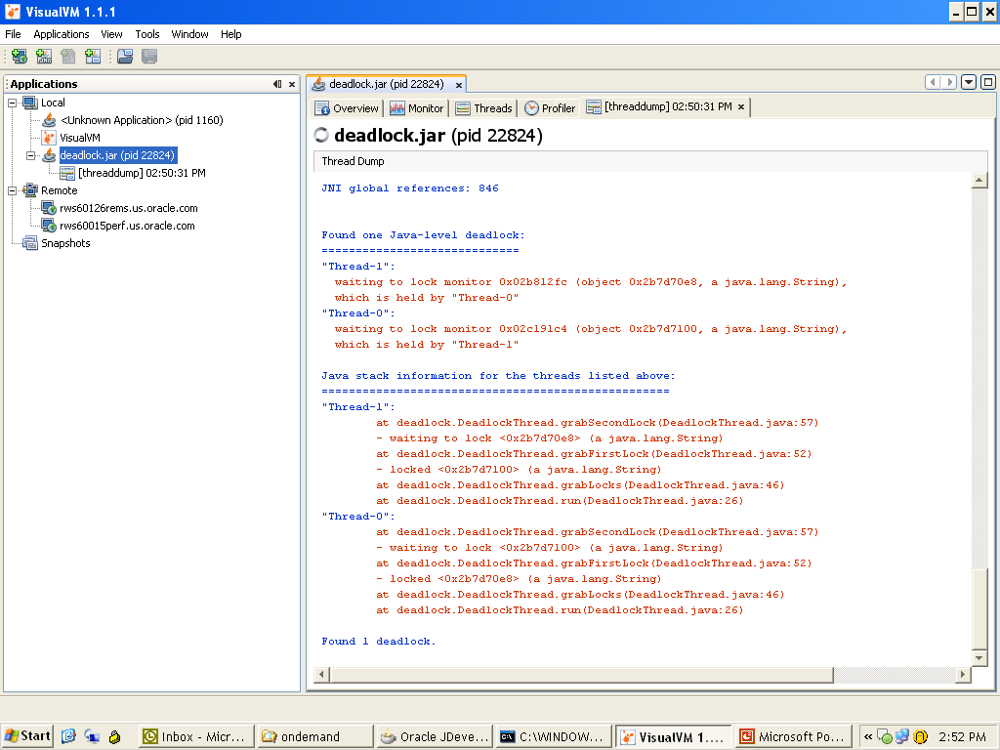 VisualVM 1.1.1
File Applications View Tools Window Help
Applications
Local
<Unknown Application> (pid 1160)
VisualVM
deadlock.jar (pid 22824)
[threaddump] 02:50:31 PM
Remote
rws60126rems.us.oracle.com
rws60015perf.us.oracle.com
Snapshots
deadlock.jar (pid 22824)
Overview Monitor Threads Profiler [threaddump] 02:50:31 PM
deadlock.jar (pid 22824)
Thread Dump
JNI global references: 846
Found one Java-level deadlock:
=============================
"Thread-1":
waiting to lock monitor 0x02b812fc (object 0x2b7d70e8, a java.lang.String),
which is held by "Thread-0"
"Thread-0":
waiting to lock monitor 0x02c191c4 (object 0x2b7d7100, a java.lang.String),
which is held by "Thread-1"
Java stack information for the threads listed above:
===================================================
"Thread-1":
at deadlock.DeadlockThread.grabSecondLock(DeadlockThread.java:57)
- waiting to lock <0x2b7d70e8> (a java.lang.String)
at deadlock.DeadlockThread.grabFirstLock(DeadlockThread.java:52)
- locked <0x2b7d7100> (a java.lang.String)
at deadlock.DeadlockThread.grabLocks(DeadlockThread.java:46)
at deadlock.DeadlockThread.run(DeadlockThread.java:26)
"Thread-0":
at deadlock.DeadlockThread.grabSecondLock(DeadlockThread.java:57)
- waiting to lock <0x2b7d7100> (a java.lang.String)
at deadlock.DeadlockThread.grabFirstLock(DeadlockThread.java:52)
- locked <0x2b7d70e8> (a java.lang.String)
at deadlock.DeadlockThread.grabLocks(DeadlockThread.java:46)
at deadlock.DeadlockThread.run(DeadlockThread.java:26)
Found 1 deadlock.
Start Inbox - Micr... ondemand Oracle JDeve... C:\WINDOW... VisualVM 1.... Microsoft Po... « 2:52 PM